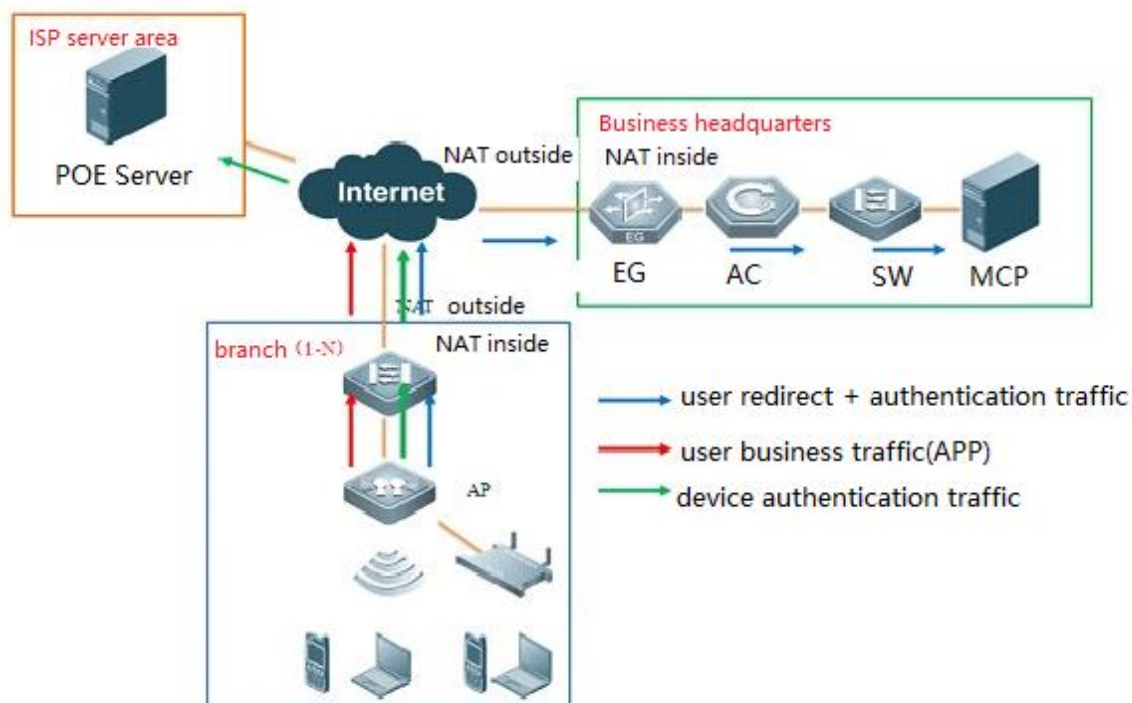 ISP server area
POE Server
Internet
NAT outside
Business headquarters
NAT inside
EG
EG
AC
SW
MCP
NAT outside
branch (1-N)
NAT inside
AP
user redirect + authentication traffic
user business traffic(APP)
device authentication traffic